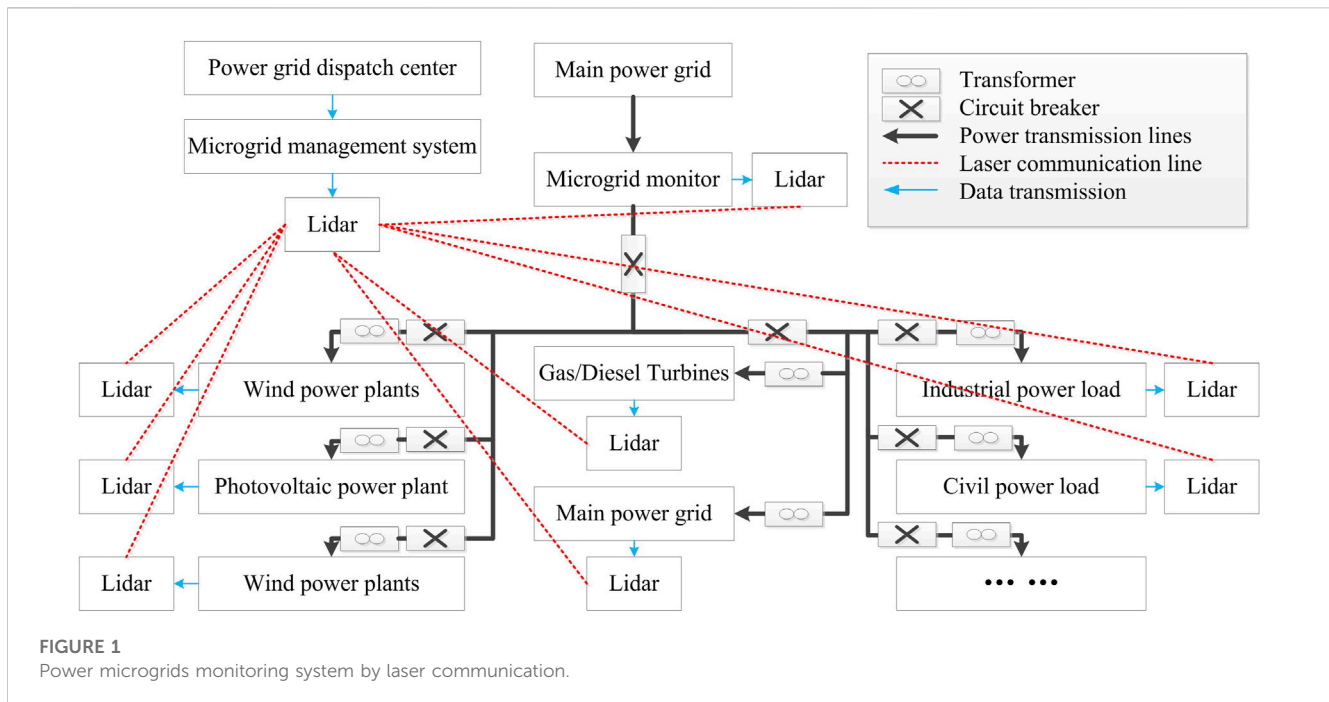 Power grid dispatch center
Main power grid
Transformer
Circuit breaker
Power transmission lines
Laser communication line
Data transmission
Microgrid management system
Microgrid monitor
Lidar
Lidar
Gas/Diesel Turbines
Lidar
Wind power plants
Industrial power load
Lidar
Lidar
Lidar
Photovoltaic power plant
Civil power load
Lidar
Main power grid
Lidar
Wind power plants
Lidar
... ...
FIGURE 1
Power microgrids monitoring system by laser communication.